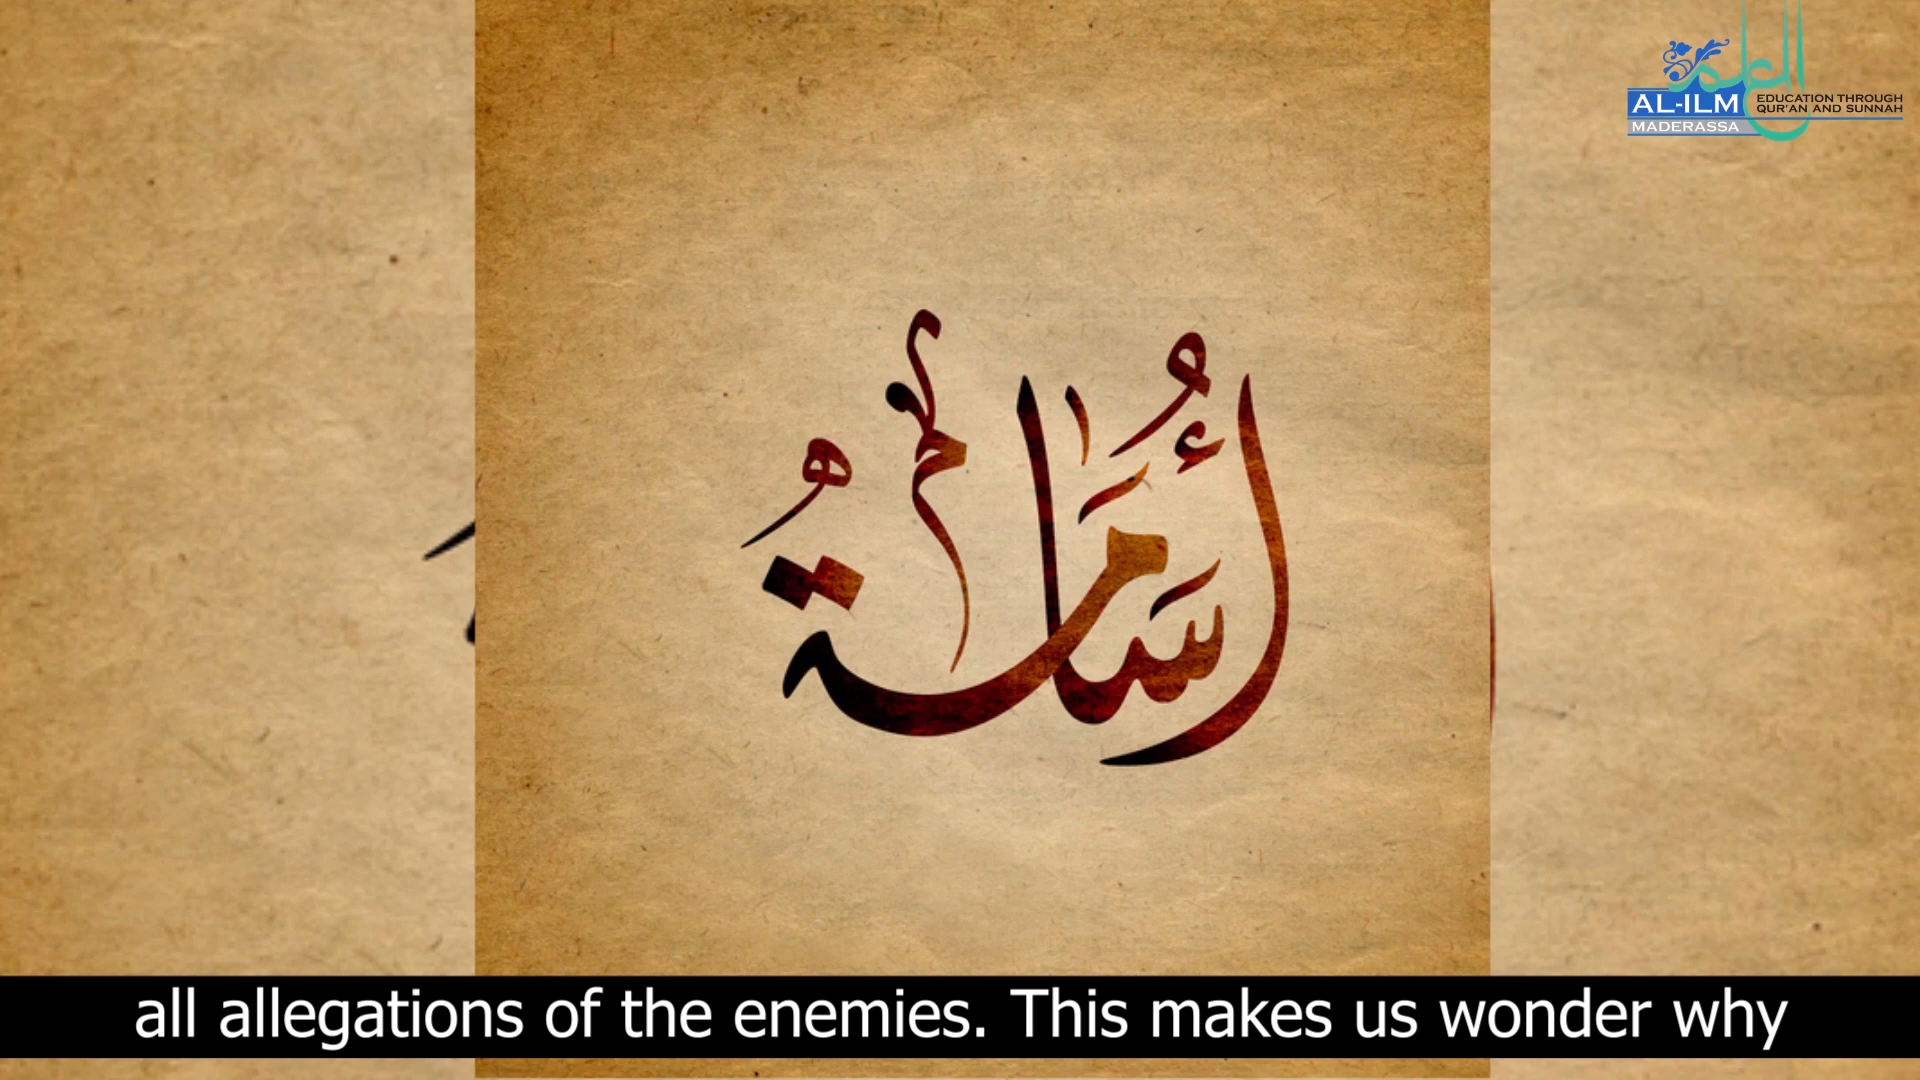 العلم
AL-ILM
MADERASSA
EDUCATION THROUGH
QUR'AN AND SUNNAH
أُسَامَةُ
all allegations of the enemies. This makes us wonder why